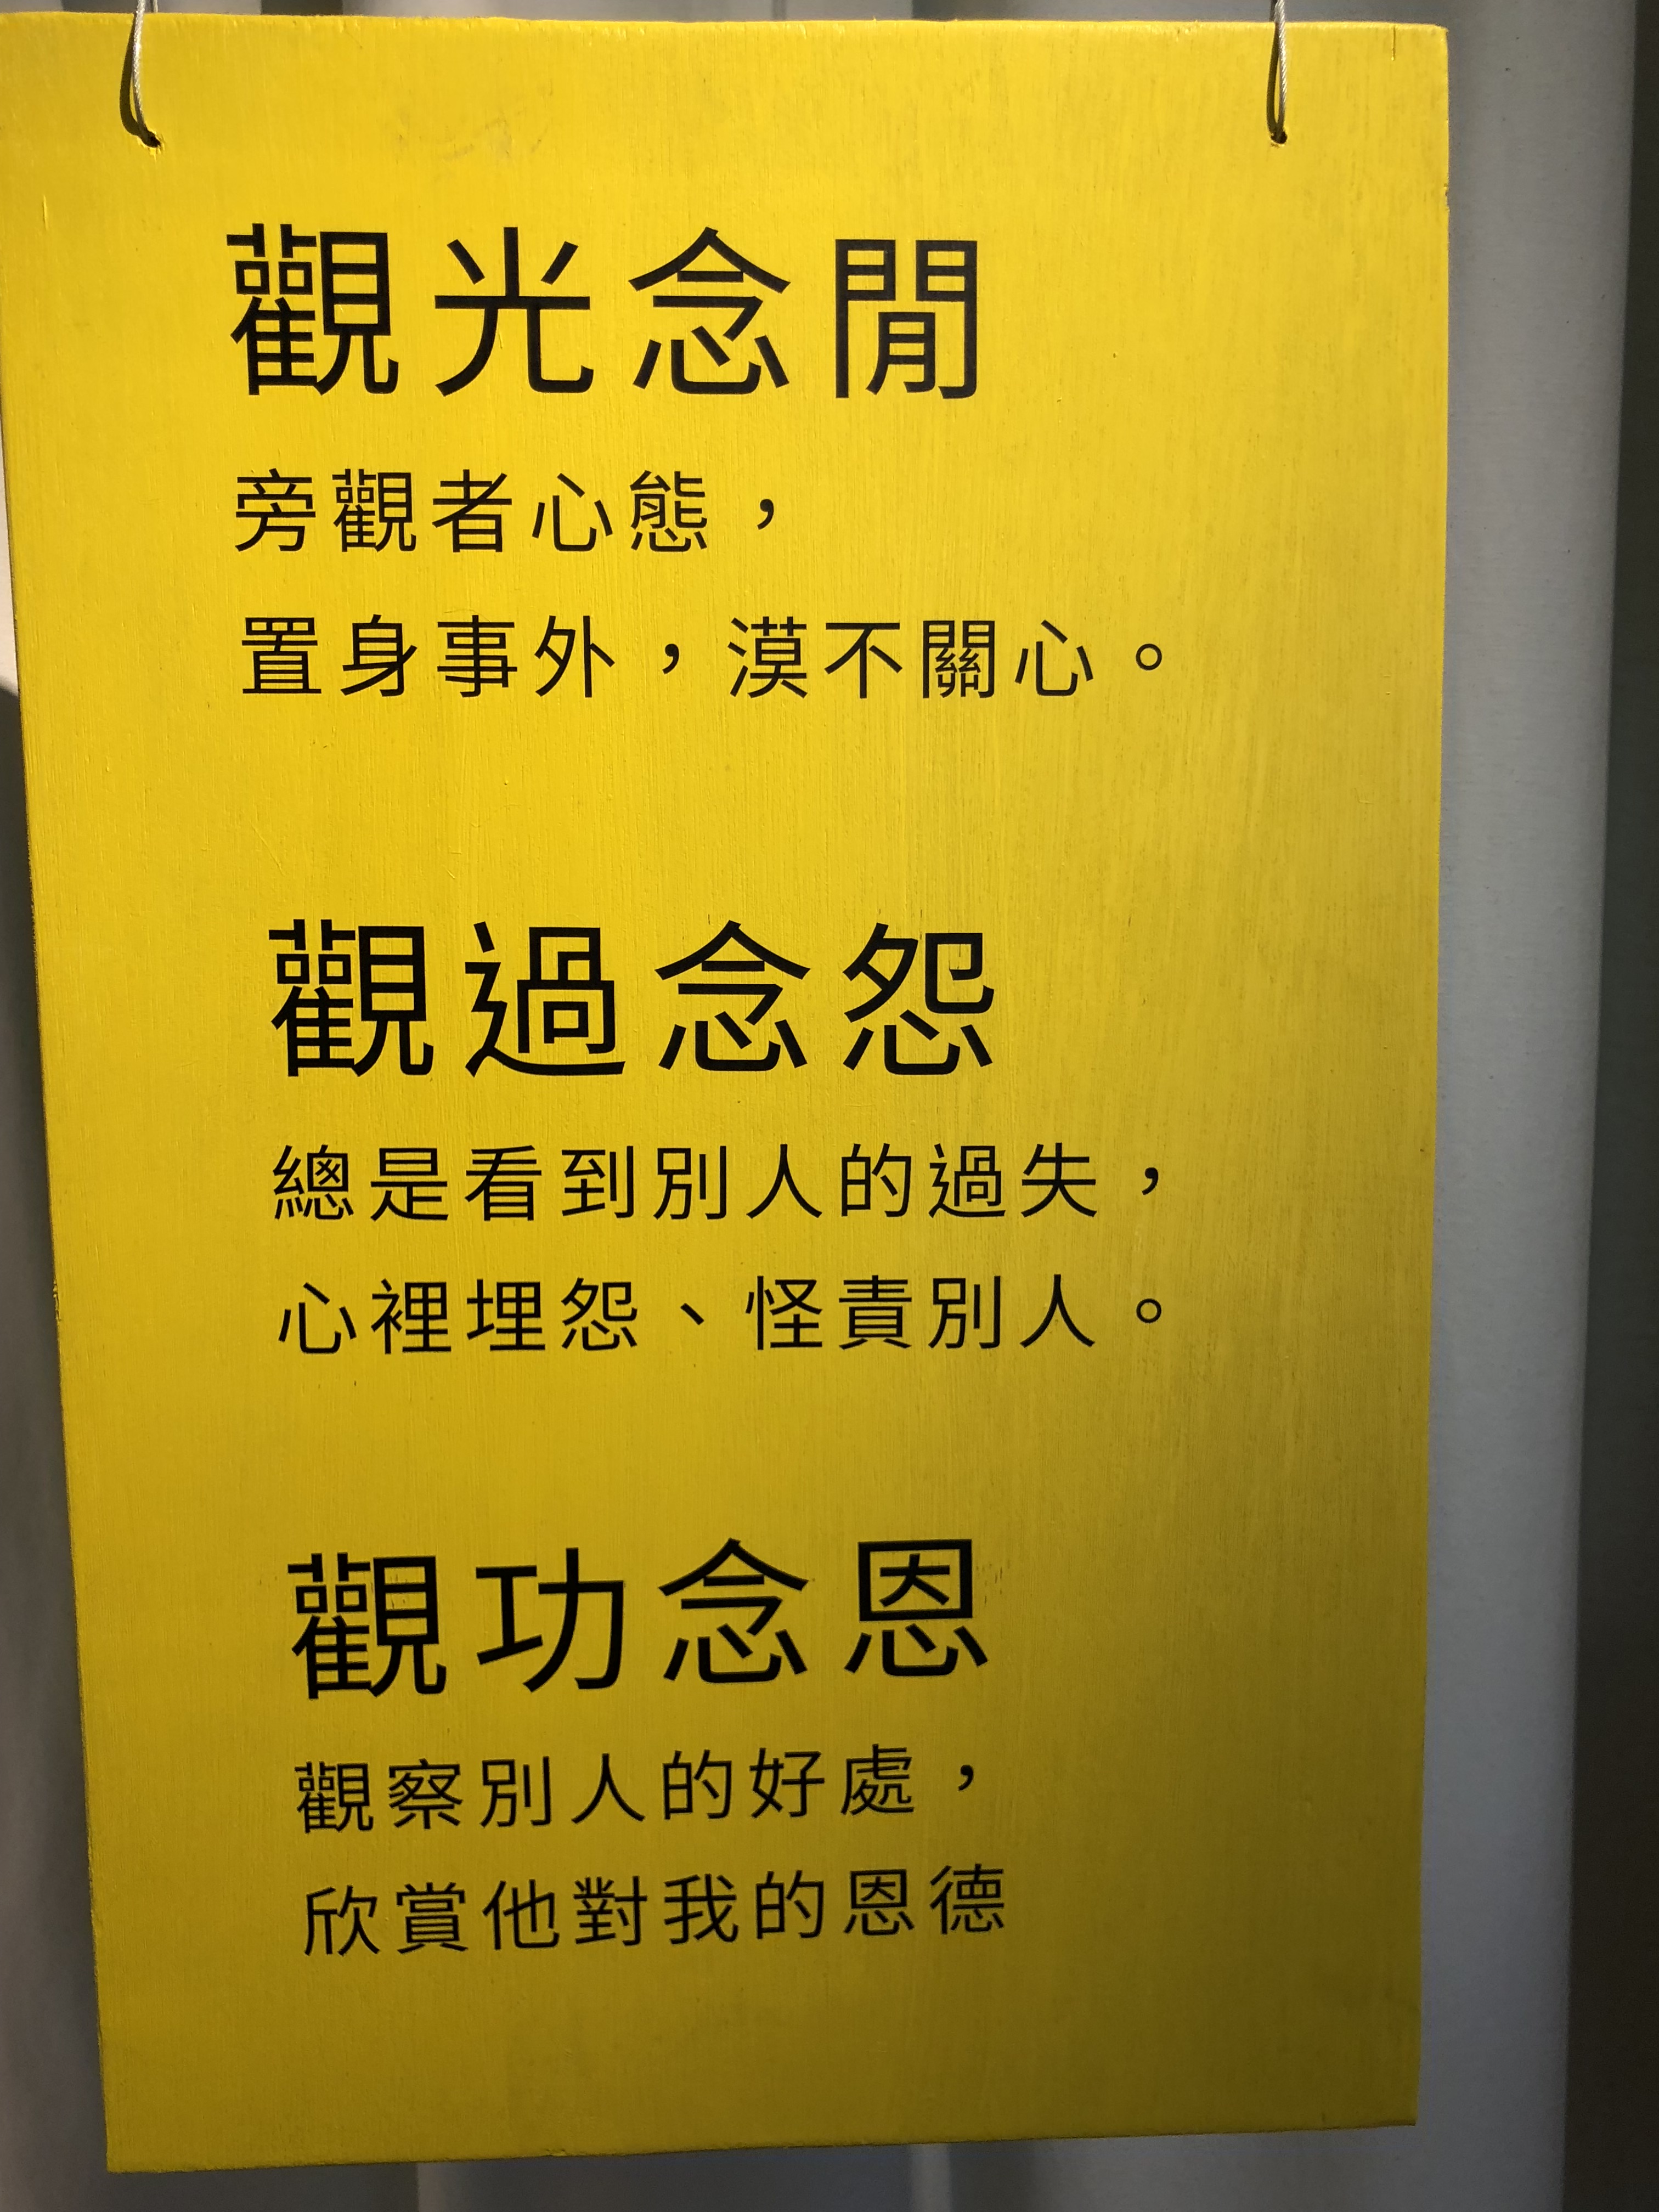 觀光念閒
旁觀者心態，
置身事外，漠不關心。
觀過念怨
總是看到別人的過失，
心裡埋怨、怪責別人。
觀功念恩
觀察別人的好處，
欣賞他對我的恩德